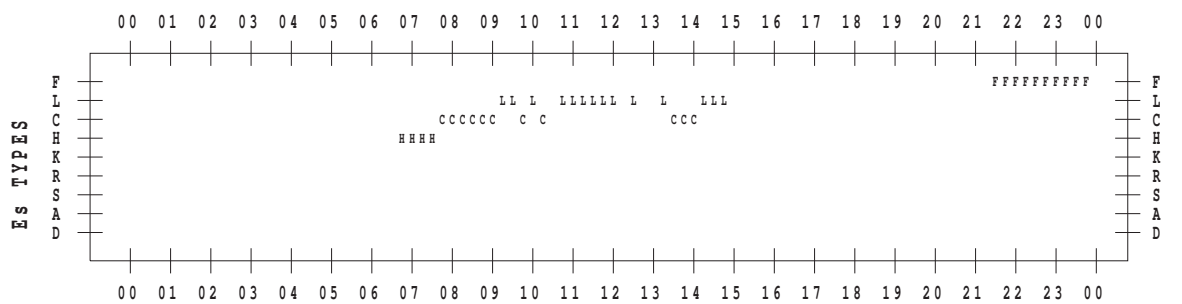 00 01 02 03 04 05 06 07 08 09 10 11 12 13 14 15 16 17 18 19 20 21 22 23 00
F FFFFFFFFFF F
L LL L LLLLLL L L LLL L
C CCCCCC C C CCC C
H HHHH H
K K
R R
S S
A A
D D
Es TYPES
00 01 02 03 04 05 06 07 08 09 10 11 12 13 14 15 16 17 18 19 20 21 22 23 00